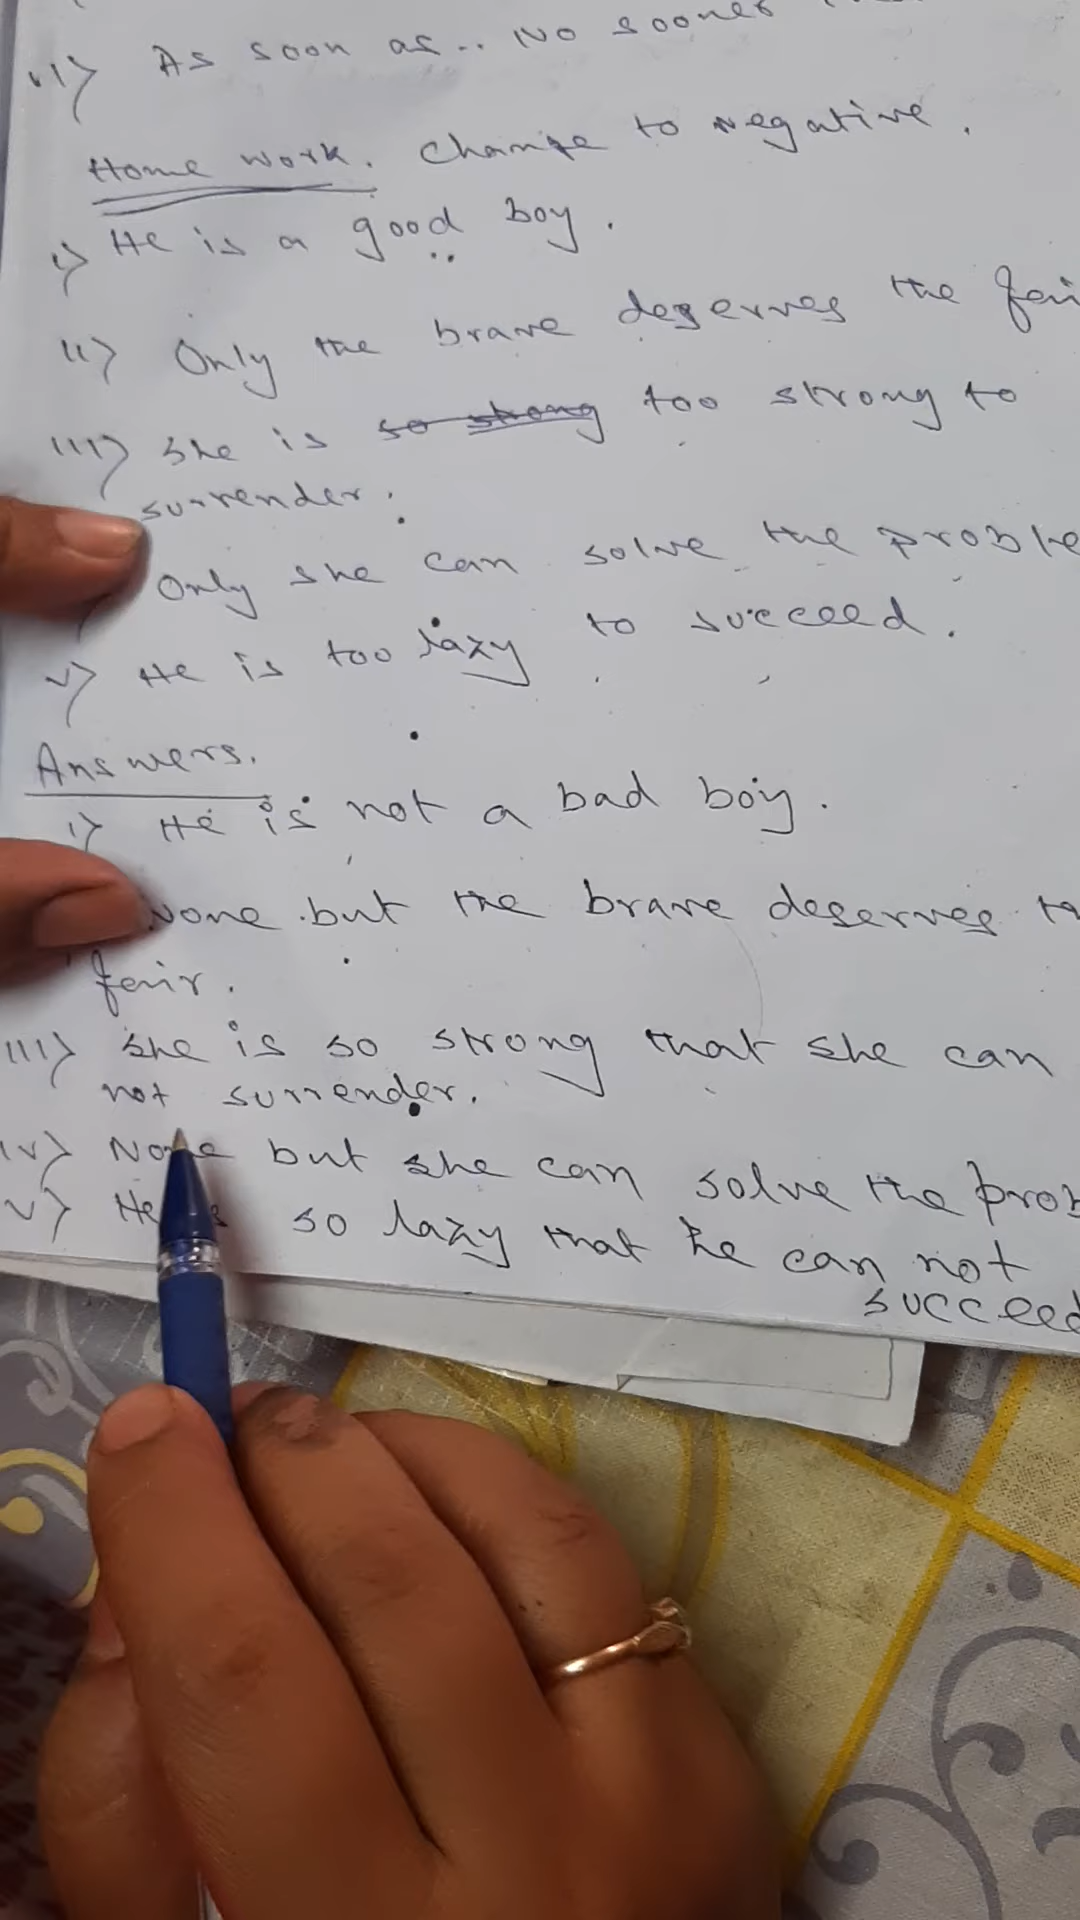 vi) As soon as.. No sooner
Home work. Change to negative.
i) He is a good boy.
ii) Only the brave deserves the fair
iii) She is so strong too strong to
surrender.
Only she can solve the proble
v) He is too lazy to succeed.
Answers.
i) He is not a bad boy.
None but the brave deserves th
fair.
iii) She is so strong that she can
not surrender.
iv) None but she can solve the prob
v) He is so lazy that he can not
succeed